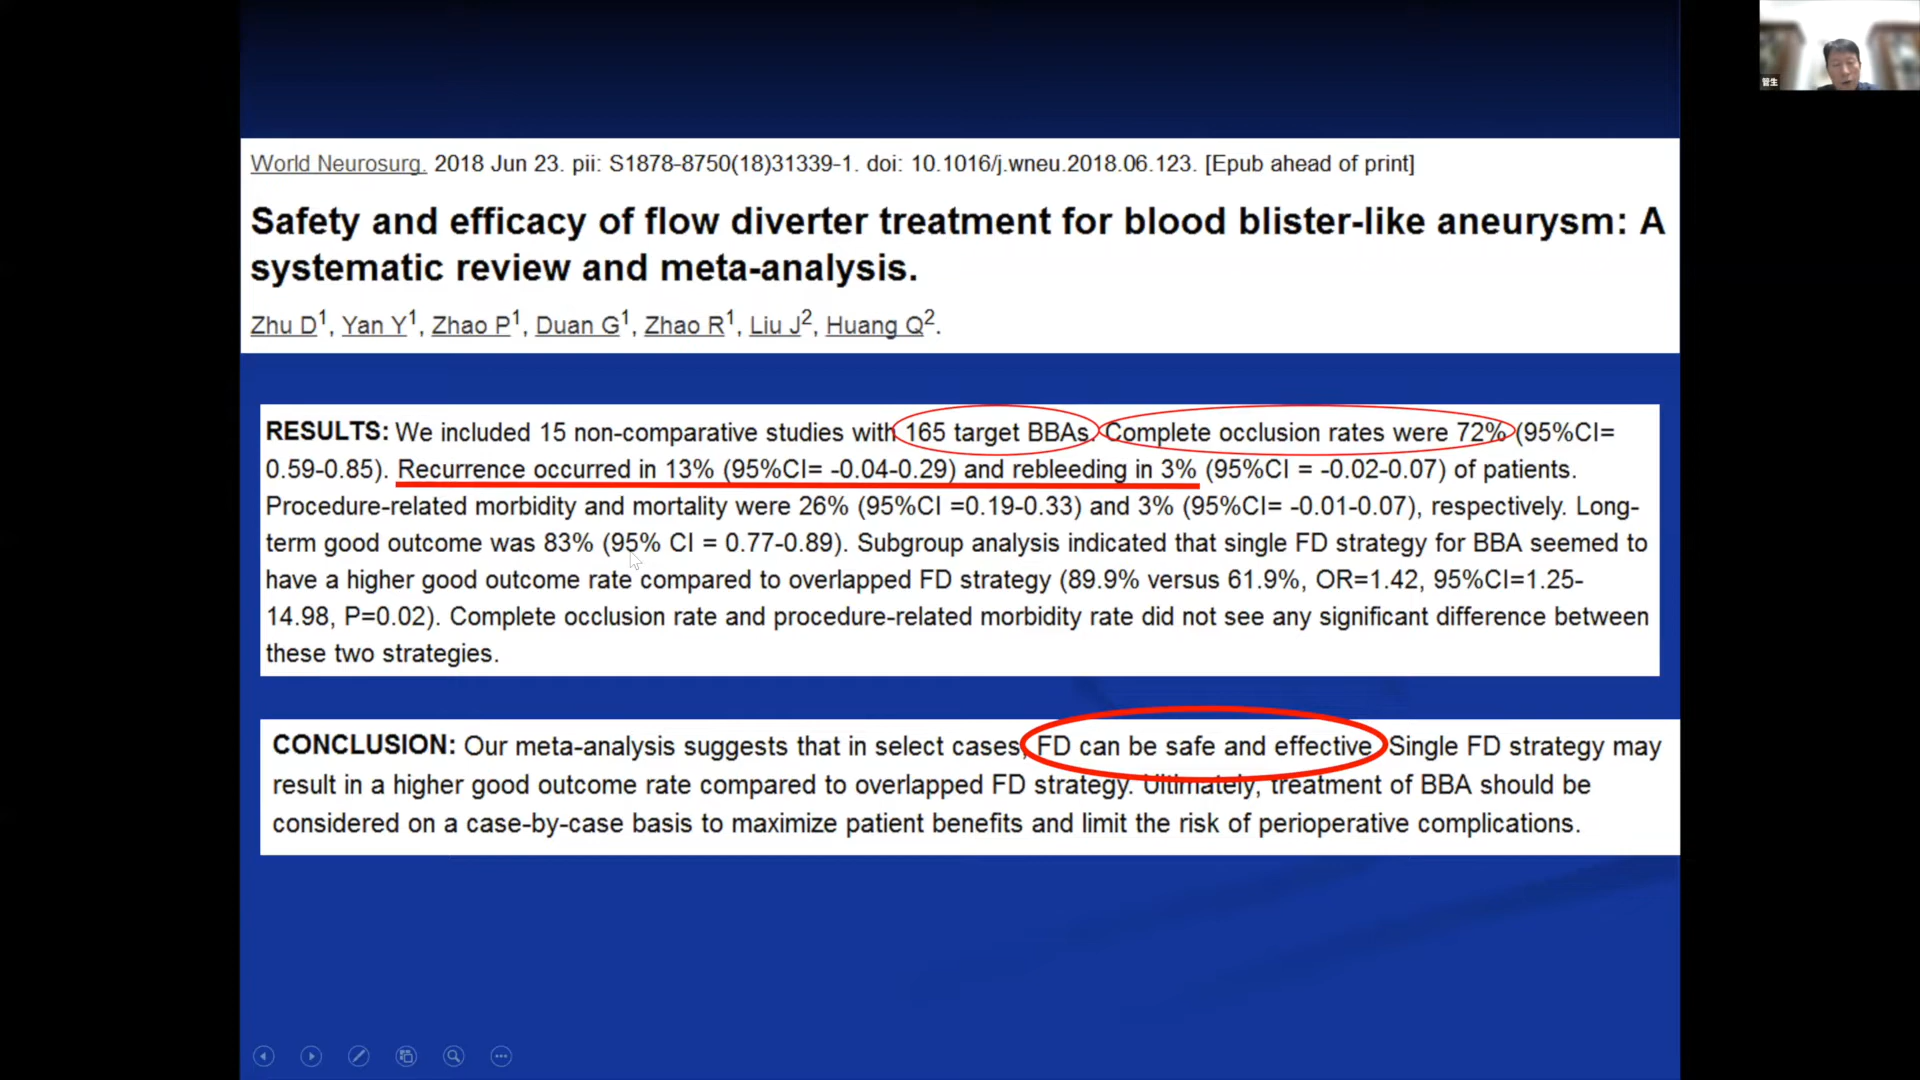 管生
World Neurosurg. 2018 Jun 23. pii: S1878-8750(18)31339-1. doi: 10.1016/j.wneu.2018.06.123. [Epub ahead of print]
Safety and efficacy of flow diverter treatment for blood blister-like aneurysm: A
systematic review and meta-analysis.
Zhu D1, Yan Y1, Zhao P1, Duan G1, Zhao R1, Liu J2, Huang Q2.
RESULTS: We included 15 non-comparative studies with 165 target BBAs. Complete occlusion rates were 72% (95%CI=
0.59-0.85). Recurrence occurred in 13% (95%CI= -0.04-0.29) and rebleeding in 3% (95%CI = -0.02-0.07) of patients.
Procedure-related morbidity and mortality were 26% (95%CI =0.19-0.33) and 3% (95%CI= -0.01-0.07), respectively. Long-
term good outcome was 83% (95% CI = 0.77-0.89). Subgroup analysis indicated that single FD strategy for BBA seemed to
have a higher good outcome rate compared to overlapped FD strategy (89.9% versus 61.9%, OR=1.42, 95%CI=1.25-
14.98, P=0.02). Complete occlusion rate and procedure-related morbidity rate did not see any significant difference between
these two strategies.
CONCLUSION: Our meta-analysis suggests that in select cases, FD can be safe and effective. Single FD strategy may
result in a higher good outcome rate compared to overlapped FD strategy. Ultimately, treatment of BBA should be
considered on a case-by-case basis to maximize patient benefits and limit the risk of perioperative complications.